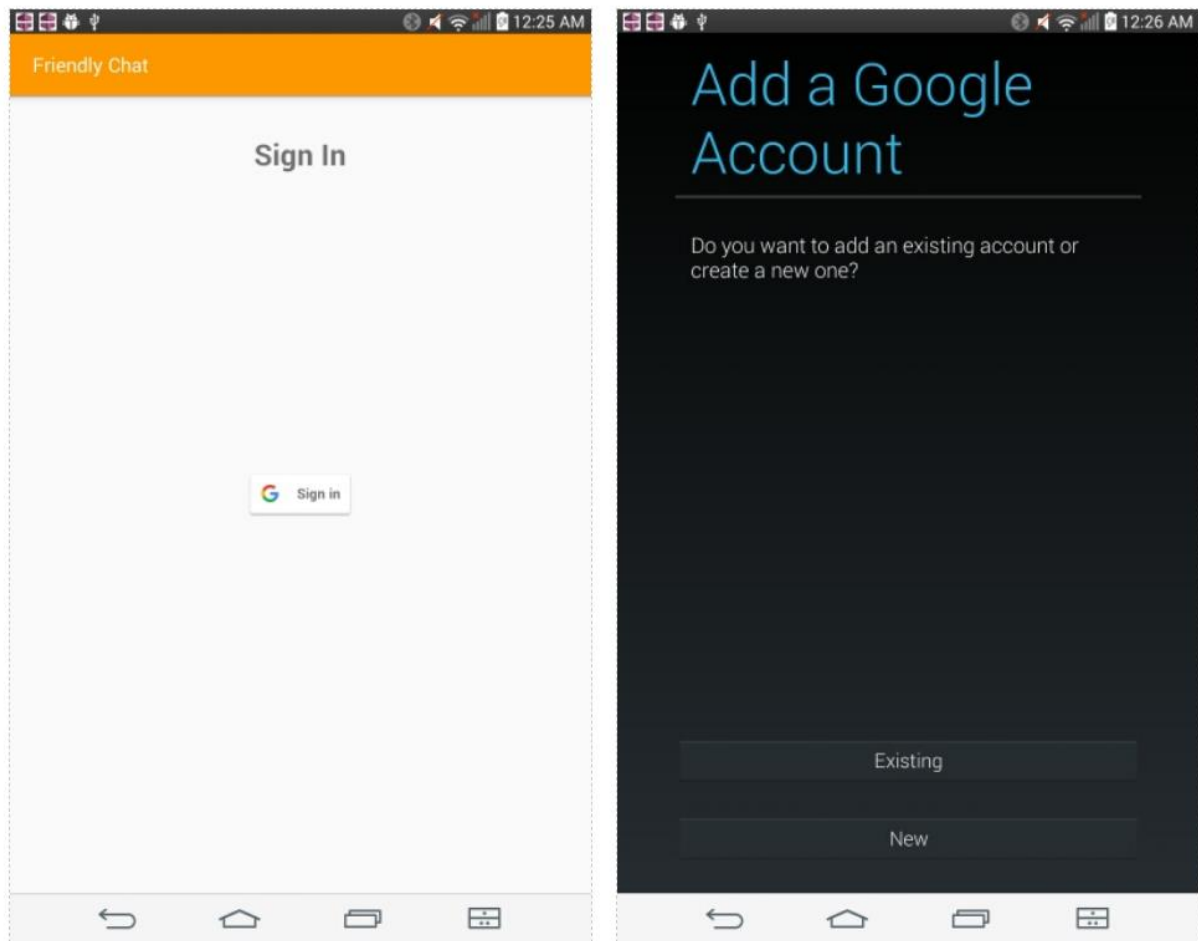 12:25 AM
Friendly Chat
Sign In
Sign in
12:26 AM
Add a Google
Account
Do you want to add an existing account or
create a new one?
Existing
New